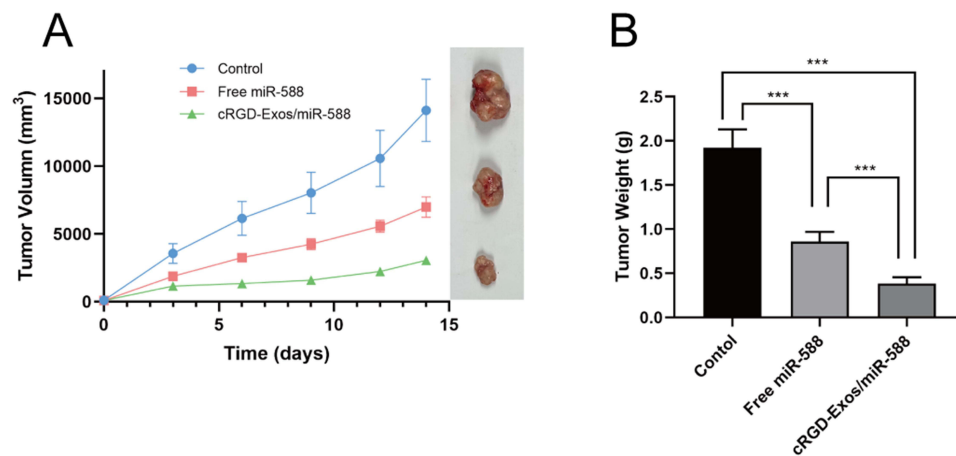 A
Control
Free miR-588
cRGD-Exos/miR-588
Tumor Volumn (mm³)
15000
10000
5000
0
0 5 10 15
Time (days)
B
***
***
***
Tumor Weight (g)
2.5
2.0
1.5
1.0
0.5
0.0
Contol
Free miR-588
cRGD-Exos/miR-588